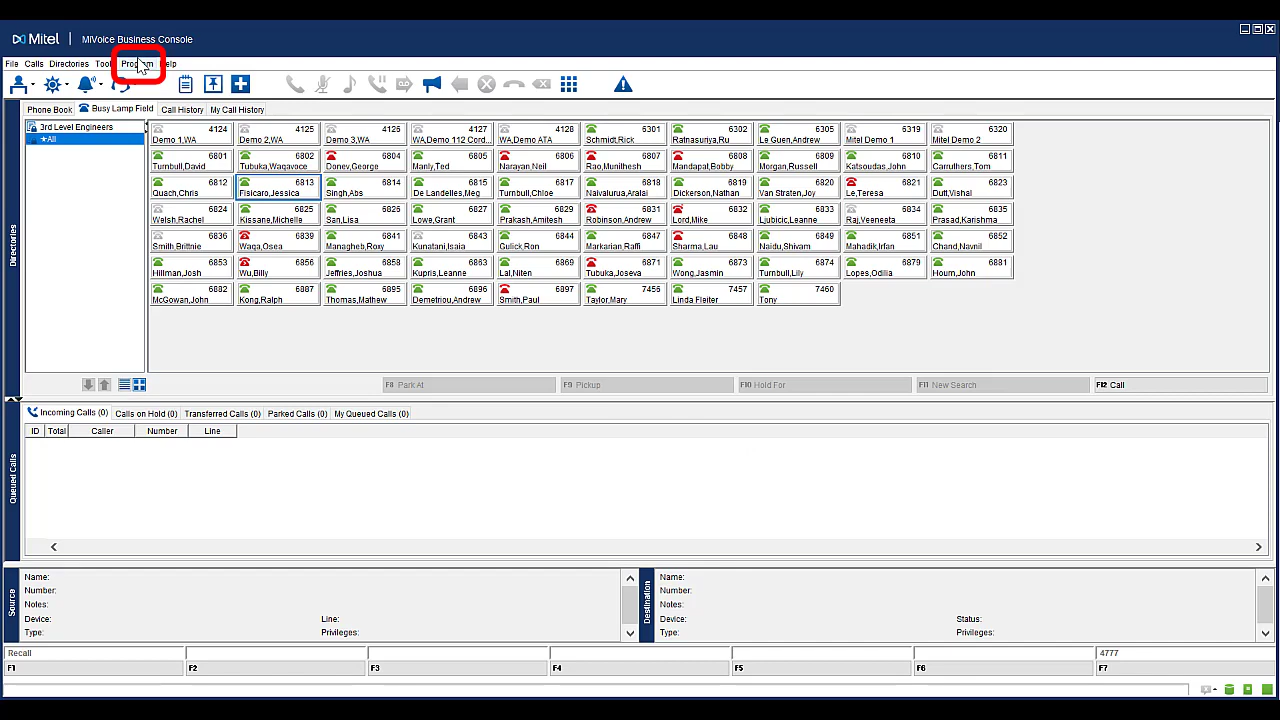 Mitel | MiVoice Business Console
File Calls Directories Tools Program Help
Phone Book Busy Lamp Field Call History My Call History
3rd Level Engineers
★All
4124 4125 4126 4127 4128 6301 6302 6305 6319 6320
Demo 1,WA Demo 2,WA Demo 3,WA WA,Demo 112 Cord... WA,Demo ATA Schmidt,Rick Ratnasuriya,Ru Le Guen,Andrew Mitel Demo 1 Mitel Demo 2
6801 6802 6804 6805 6806 6807 6808 6809 6810 6811
Turnbull,David Tubuka,Waqavoce Donev,George Manly,Ted Narayan Neil Rao,Munilhesh Mandapat,Bobby Morgan,Russell Katsoudas,John Carruthers,Tom
6812 6813 6814 6815 6817 6818 6819 6820 6821 6823
Quach,Chris Fisicaro,Jessica Singh,Abs De Landelles,Meg Turnbull,Chloe Naivalurua,Aralai Dickerson,Nathan Van Straten,Joy Le,Teresa Dutt,Vishal
6824 6825 6826 6827 6829 6831 6832 6833 6834 6835
Welsh,Rachel Kissane,Michelle San,Lisa Lowe,Grant Prakash,Amitesh Robinson,Andrew Lord,Mike Ljubicic,Leanne Raj,Veeneeta Prasad,Karishma
6836 6839 6841 6843 6844 6847 6848 6849 6851 6852
Smith,Brittnie Waqa,Osea Managheb,Roxy Kunatani,Isaia Gulick,Ron Markarian,Raffi Sharma,Lau Naidu,Shivam Mahadik,Irfan Chand,Navnil
6853 6856 6858 6863 6869 6871 6873 6874 6879 6881
Hillman,Josh Wu,Billy Jeffries,Joshua Kupris,Leanne Lal,Niten Tubuka,Joseva Wong,Jasmin Turnbull,Lily Lopes,Odilia Hourn,John
6882 6887 6895 6896 6897 7456 7457 7460
McGowan,John Kong,Ralph Thomas,Mathew Demetriou,Andrew Smith,Paul Taylor,Mary Linda Fleiter Tony
Directories
F8 Park At F9 Pickup F10 Hold For F11 New Search F12 Call
Incoming Calls (0) Calls on Hold (0) Transferred Calls (0) Parked Calls (0) My Queued Calls (0)
ID Total Caller Number Line
Queued Calls
Source
Name:
Number:
Notes:
Device: Line:
Type: Privileges:
Destination
Name:
Number:
Notes:
Device: Status:
Type: Privileges:
Recall 4777
F1 F2 F3 F4 F5 F6 F7